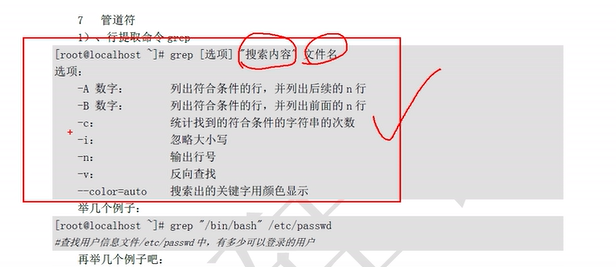 7 管道符
1)、行提取命令 grep
[root@localhost ~]# grep [选项] "搜索内容" 文件名
选项：
-A 数字： 列出符合条件的行，并列出后续的 n 行
-B 数字： 列出符合条件的行，并列出前面的 n 行
-c： 统计找到的符合条件的字符串的次数
-i： 忽略大小写
-n： 输出行号
-v： 反向查找
--color=auto 搜索出的关键字用颜色显示
举几个例子：
[root@localhost ~]# grep "/bin/bash" /etc/passwd
#查找用户信息文件/etc/passwd 中，有多少可以登录的用户
再举几个例子吧：